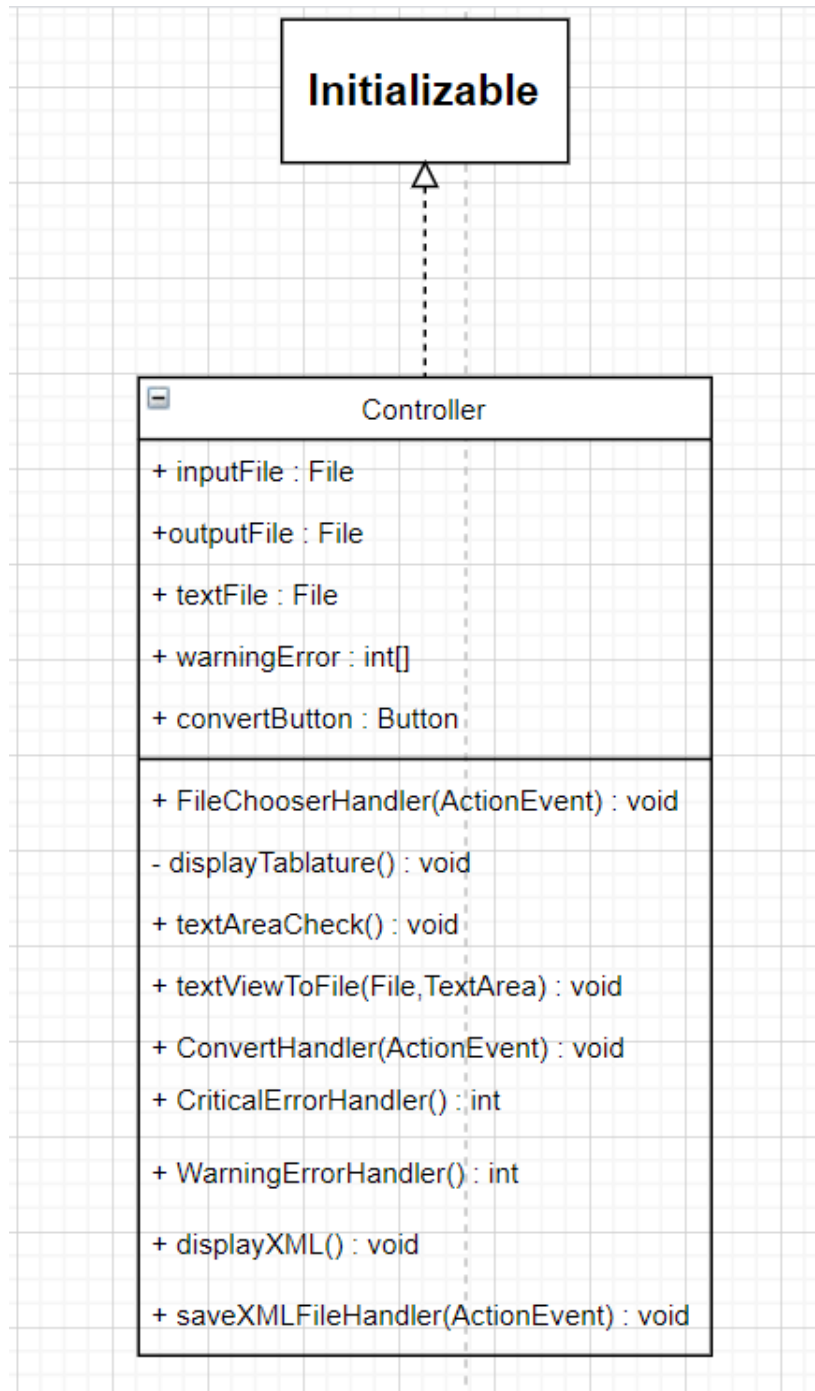 Initializable
Controller
+ inputFile : File
+outputFile : File
+ textFile : File
+ warningError : int[]
+ convertButton : Button
+ FileChooserHandler(ActionEvent) : void
- displayTablature() : void
+ textAreaCheck() : void
+ textViewToFile(File,TextArea) : void
+ ConvertHandler(ActionEvent) : void
+ CriticalErrorHandler() : int
+ WarningErrorHandler() : int
+ displayXML() : void
+ saveXMLFileHandler(ActionEvent) : void